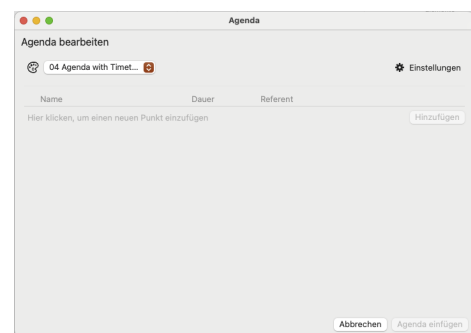 Agenda
Agenda bearbeiten
04 Agenda with Timet...
Einstellungen
Name Dauer Referent
Hier klicken, um einen neuen Punkt einzufügen
Hinzufügen
Abbrechen
Agenda einfügen